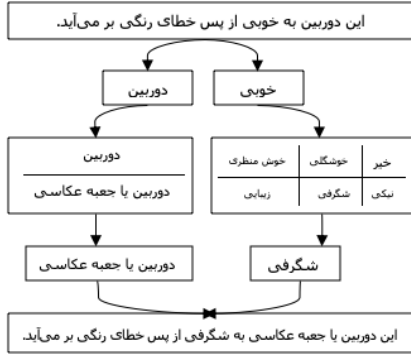 این دوربین به خوبی از پس خطای رنگی بر می‌آید.
خوبی
دوربین
خیر
خوشگلی
خوش منظری
نیکی
شگرفی
زیبایی
دوربین
دوربین یا جعبه عکاسی
شگرفی
دوربین یا جعبه عکاسی
این دوربین یا جعبه عکاسی به شگرفی از پس خطای رنگی بر می‌آید.